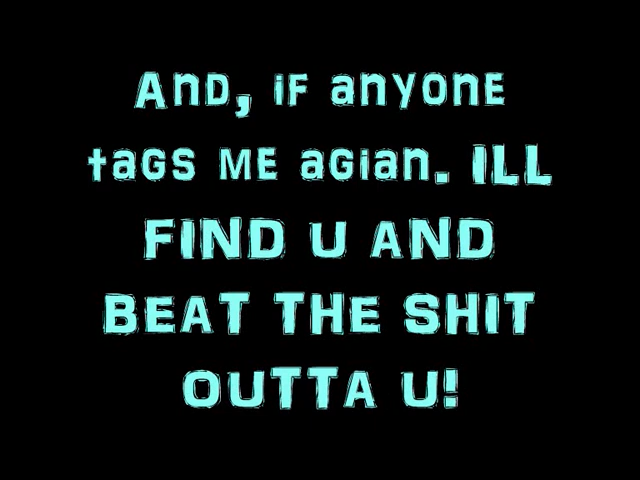 And, if anyone
tags me agian. ILL
FIND U AND
BEAT THE SHIT
OUTTA U!